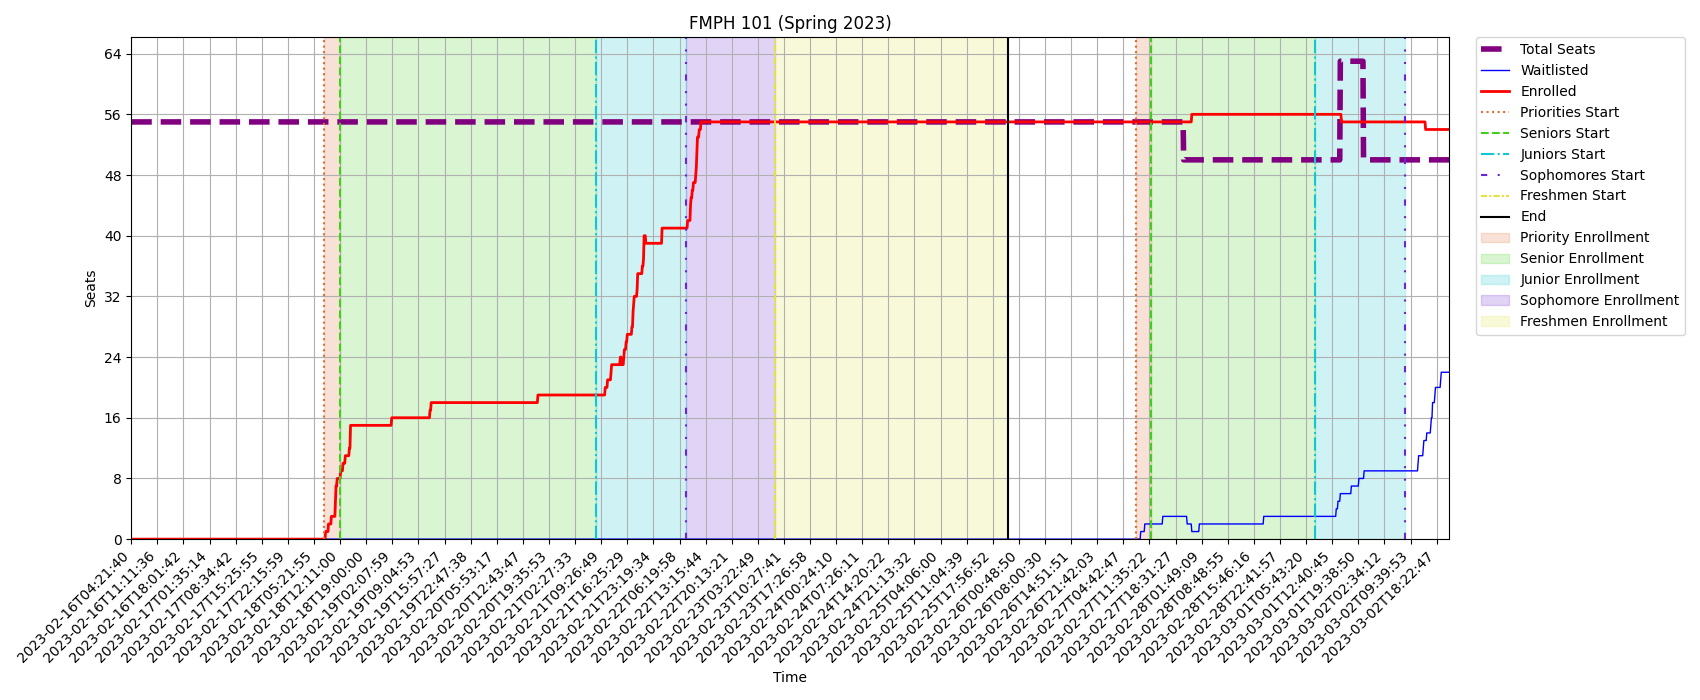 FMPH 101 (Spring 2023)
Seats
64
56
48
40
32
24
16
8
0
2023-02-16T04:21:40
2023-02-16T11:11:36
2023-02-16T18:01:42
2023-02-17T01:35:14
2023-02-17T08:34:42
2023-02-17T15:25:55
2023-02-17T22:15:59
2023-02-18T05:21:55
2023-02-18T12:11:00
2023-02-18T19:00:00
2023-02-19T02:07:59
2023-02-19T09:04:53
2023-02-19T15:57:27
2023-02-19T22:47:38
2023-02-20T05:53:17
2023-02-20T12:43:47
2023-02-20T19:35:53
2023-02-21T02:27:33
2023-02-21T09:26:49
2023-02-21T16:25:29
2023-02-21T23:19:34
2023-02-22T06:19:58
2023-02-22T13:15:44
2023-02-22T20:13:21
2023-02-23T03:22:49
2023-02-23T10:27:41
2023-02-23T17:26:58
2023-02-24T00:24:10
2023-02-24T07:26:11
2023-02-24T14:20:22
2023-02-24T21:13:32
2023-02-25T04:06:00
2023-02-25T11:04:39
2023-02-25T17:56:52
2023-02-26T00:48:50
2023-02-26T08:00:30
2023-02-26T14:51:51
2023-02-26T21:42:03
2023-02-27T04:42:47
2023-02-27T11:35:22
2023-02-27T18:31:27
2023-02-28T01:49:09
2023-02-28T08:48:55
2023-02-28T15:46:16
2023-02-28T22:41:57
2023-03-01T05:43:20
2023-03-01T12:40:45
2023-03-01T19:38:50
2023-03-02T02:34:12
2023-03-02T09:39:53
2023-03-02T18:22:47
Time
Total Seats
Waitlisted
Enrolled
Priorities Start
Seniors Start
Juniors Start
Sophomores Start
Freshmen Start
End
Priority Enrollment
Senior Enrollment
Junior Enrollment
Sophomore Enrollment
Freshmen Enrollment